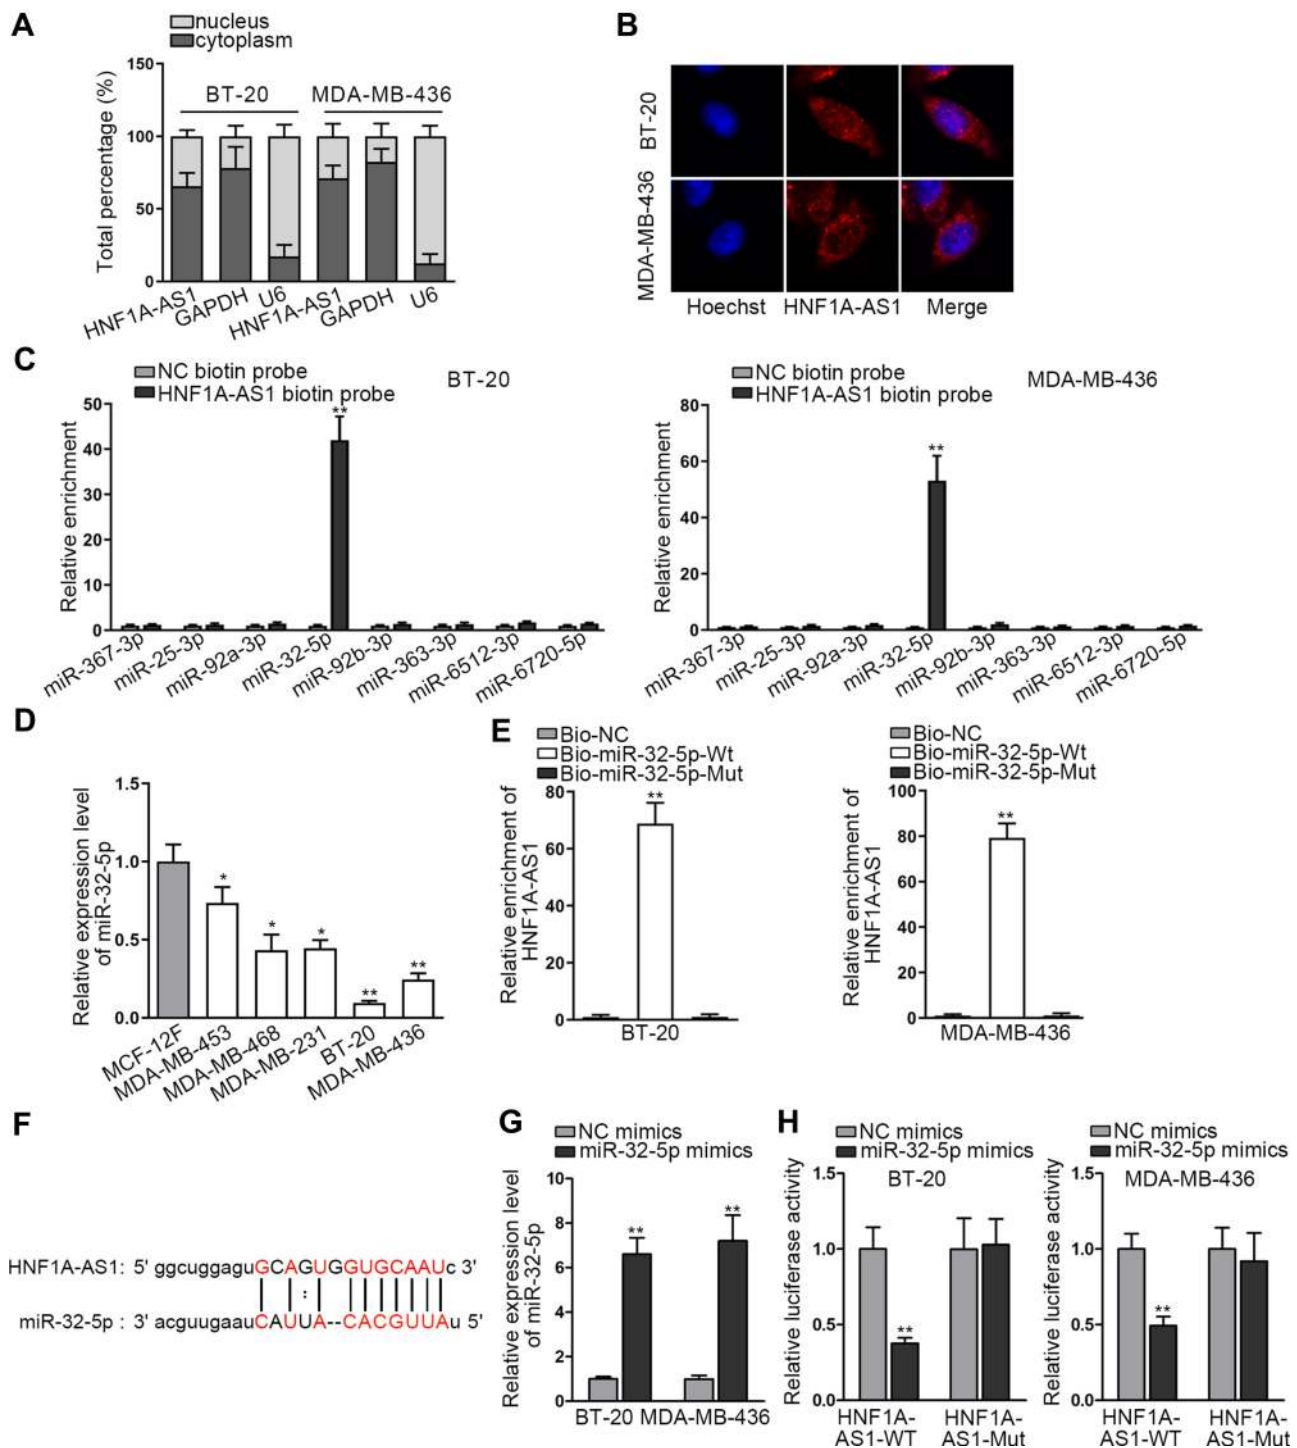 A
nucleus
cytoplasm
Total percentage (%)
150
100
50
0
BT-20
MDA-MB-436
HNF1A-AS1
GAPDH
U6
HNF1A-AS1
GAPDH
U6
B
BT-20
MDA-MB-436
Hoechst
HNF1A-AS1
Merge
C
NC biotin probe
HNF1A-AS1 biotin probe
BT-20
Relative enrichment
50
40
30
20
10
0
**
miR-367-3p
miR-25-3p
miR-92a-3p
miR-32-5p
miR-92b-3p
miR-363-3p
miR-6512-3p
miR-6720-5p
NC biotin probe
HNF1A-AS1 biotin probe
MDA-MB-436
Relative enrichment
80
60
40
20
0
**
miR-367-3p
miR-25-3p
miR-92a-3p
miR-32-5p
miR-92b-3p
miR-363-3p
miR-6512-3p
miR-6720-5p
D
Relative expression level
of miR-32-5p
1.5
1.0
0.5
0.0
*
*
*
**
**
MCF-12F
MDA-MB-453
MDA-MB-468
MDA-MB-231
BT-20
MDA-MB-436
E
Bio-NC
Bio-miR-32-5p-Wt
Bio-miR-32-5p-Mut
Relative enrichment of
HNF1A-AS1
80
60
40
20
0
**
BT-20
Bio-NC
Bio-miR-32-5p-Wt
Bio-miR-32-5p-Mut
Relative enrichment of
HNF1A-AS1
100
80
60
40
20
0
**
MDA-MB-436
F
HNF1A-AS1: 5' ggcuggaguGCAGUGGUGCAAUc 3'
miR-32-5p : 3' acguugaauCAUUA--CACGUUAu 5'
G
NC mimics
miR-32-5p mimics
Relative expression level
of miR-32-5p
10
8
6
4
2
0
**
**
BT-20 MDA-MB-436
H
NC mimics
miR-32-5p mimics
BT-20
Relative luciferase activity
1.5
1.0
0.5
0.0
**
HNF1A-
AS1-WT
HNF1A-
AS1-Mut
NC mimics
miR-32-5p mimics
MDA-MB-436
Relative luciferase activity
1.5
1.0
0.5
0.0
**
HNF1A-
AS1-WT
HNF1A-
AS1-Mut